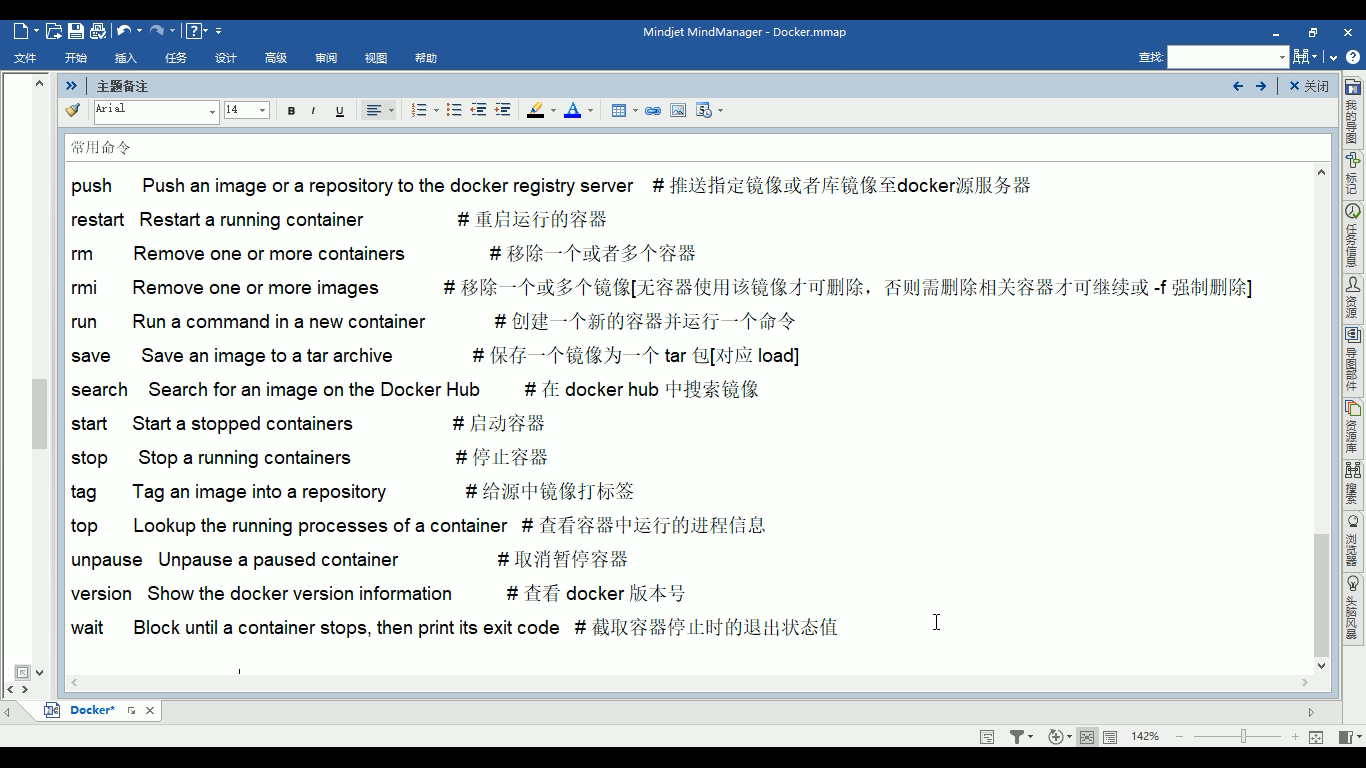 Mindjet MindManager - Docker.mmap
文件 开始 插入 任务 设计 高级 审阅 视图 帮助 查找:
主题备注 关闭
Arial 14 B I U
常用命令
push Push an image or a repository to the docker registry server # 推送指定镜像或者库镜像至docker源服务器
restart Restart a running container # 重启运行的容器
rm Remove one or more containers # 移除一个或者多个容器
rmi Remove one or more images # 移除一个或多个镜像[无容器使用该镜像才可删除，否则需删除相关容器才可继续或 -f 强制删除]
run Run a command in a new container # 创建一个新的容器并运行一个命令
save Save an image to a tar archive # 保存一个镜像为一个 tar 包[对应 load]
search Search for an image on the Docker Hub # 在 docker hub 中搜索镜像
start Start a stopped containers # 启动容器
stop Stop a running containers # 停止容器
tag Tag an image into a repository # 给源中镜像打标签
top Lookup the running processes of a container # 查看容器中运行的进程信息
unpause Unpause a paused container # 取消暂停容器
version Show the docker version information # 查看 docker 版本号
wait Block until a container stops, then print its exit code # 截取容器停止时的退出状态值
我的导图
标记
任务信息
资源
导图部件
资源库
搜索
浏览器
头脑风暴
Docker*
142%